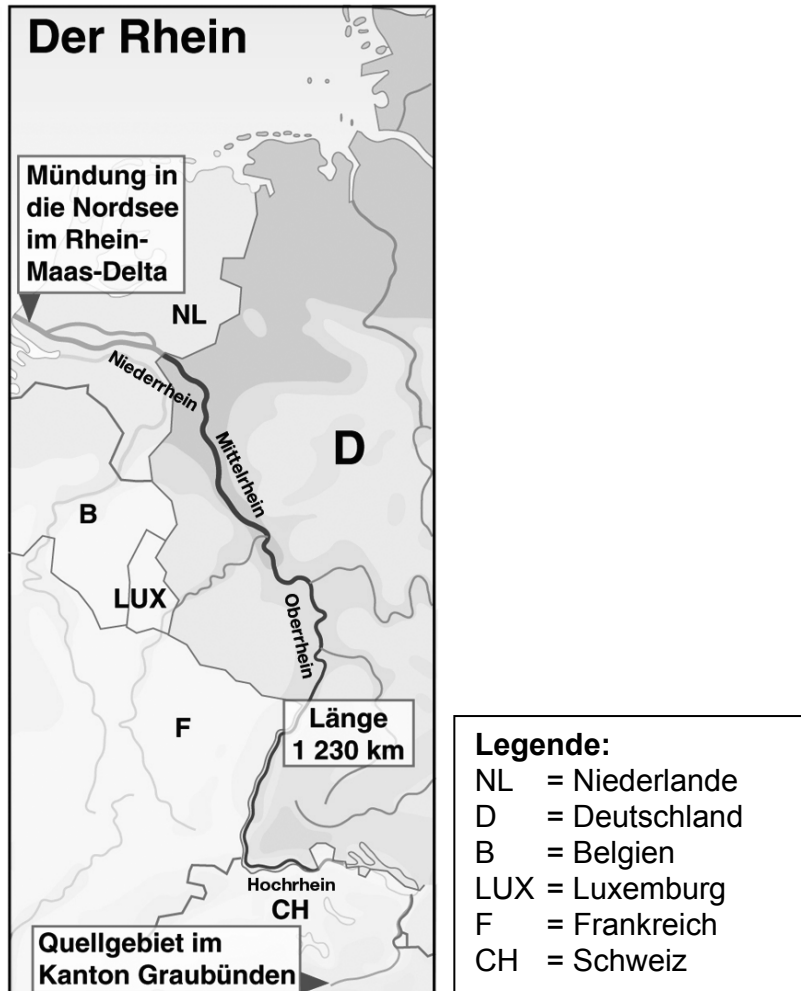 Der Rhein
Mündung in
die Nordsee
im Rhein-
Maas-Delta
NL
Niederrhein
Mittelrhein
D
B
LUX
Oberrhein
F
Länge
1 230 km
Hochrhein
CH
Quellgebiet im
Kanton Graubünden
Legende:
NL = Niederlande
D = Deutschland
B = Belgien
LUX = Luxemburg
F = Frankreich
CH = Schweiz